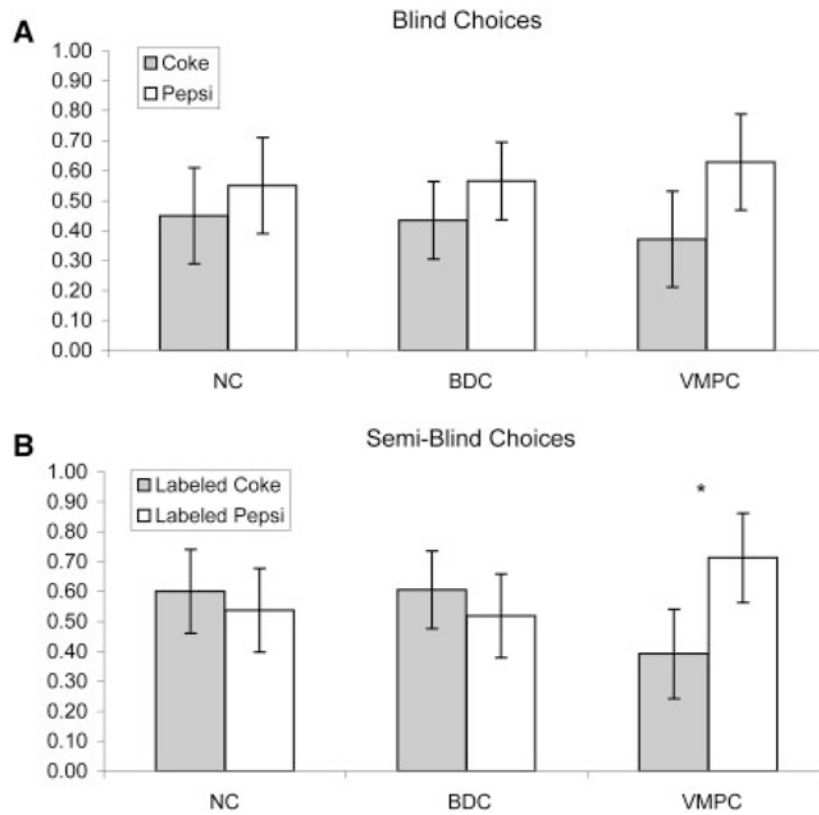 A
Blind Choices
1.00
0.90
0.80
0.70
0.60
0.50
0.40
0.30
0.20
0.10
0.00
Coke
Pepsi
NC BDC VMPC
B
Semi-Blind Choices
1.00
0.90
0.80
0.70
0.60
0.50
0.40
0.30
0.20
0.10
0.00
Labeled Coke
Labeled Pepsi
*
NC BDC VMPC